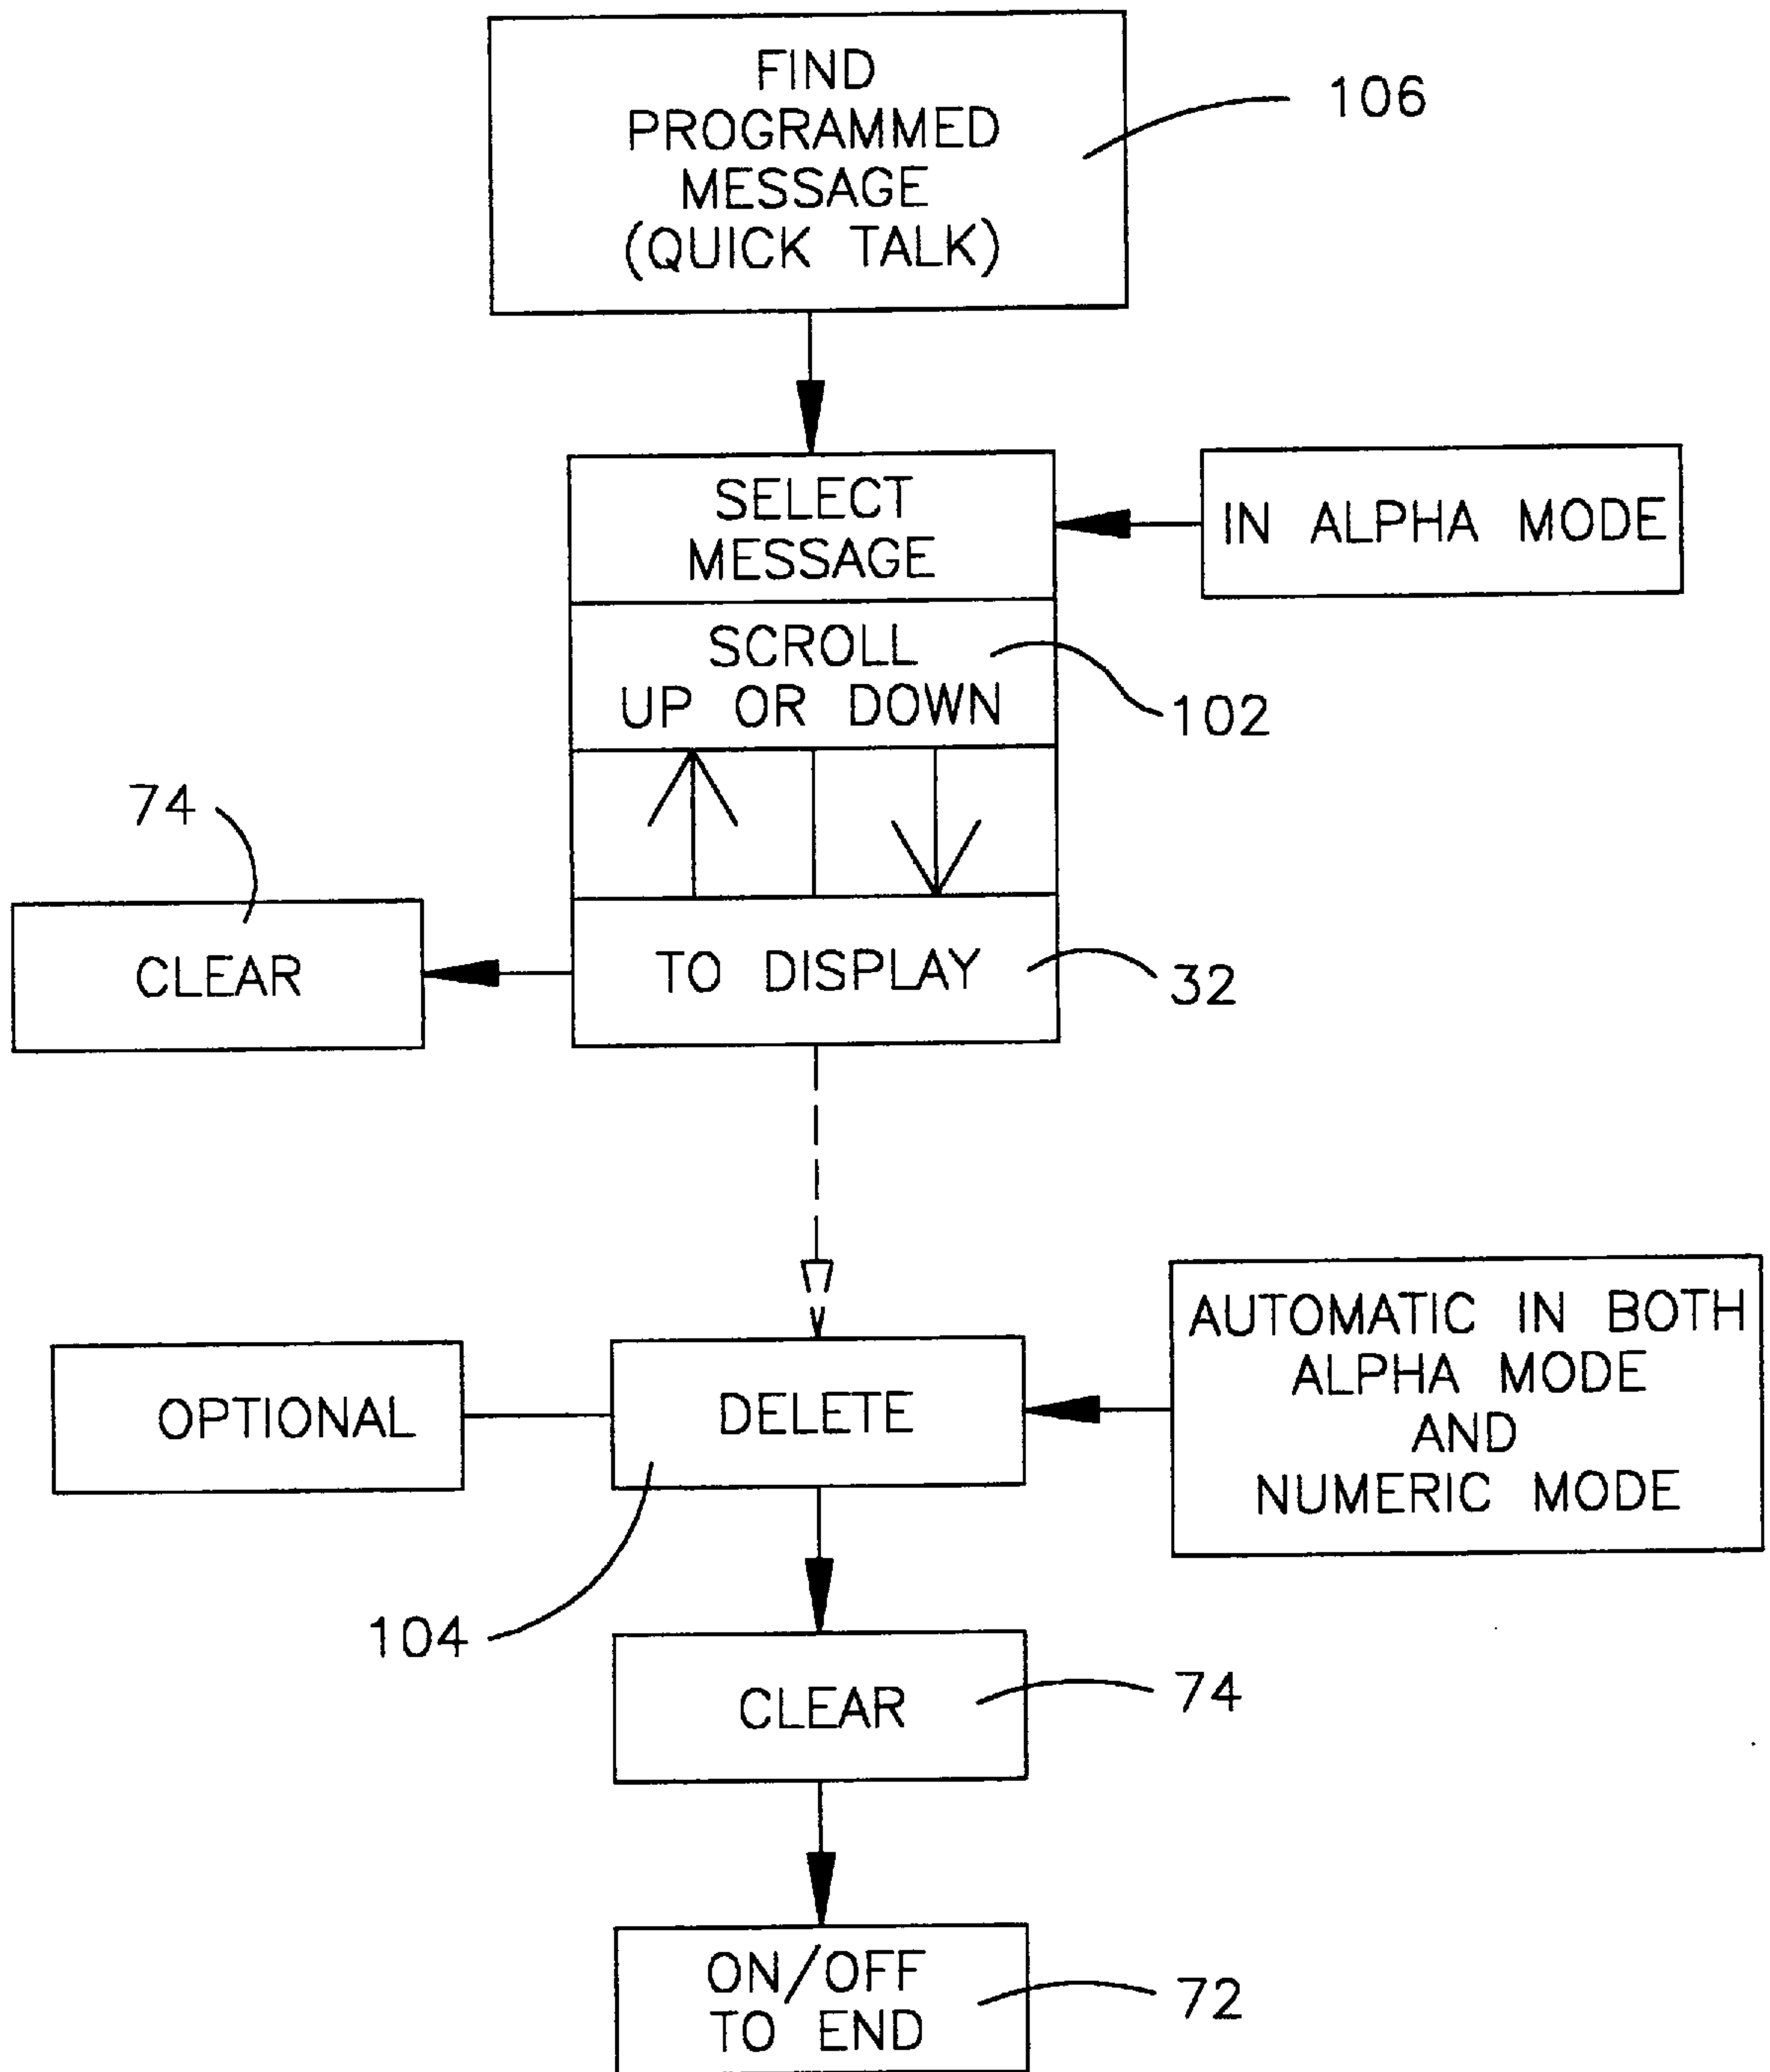 FIND
PROGRAMMED
MESSAGE
(QUICK TALK)
106
SELECT
MESSAGE
IN ALPHA MODE
SCROLL
UP OR DOWN
102
74
CLEAR
TO DISPLAY
32
OPTIONAL
DELETE
AUTOMATIC IN BOTH
ALPHA MODE
AND
NUMERIC MODE
104
CLEAR
74
ON/OFF
TO END
72